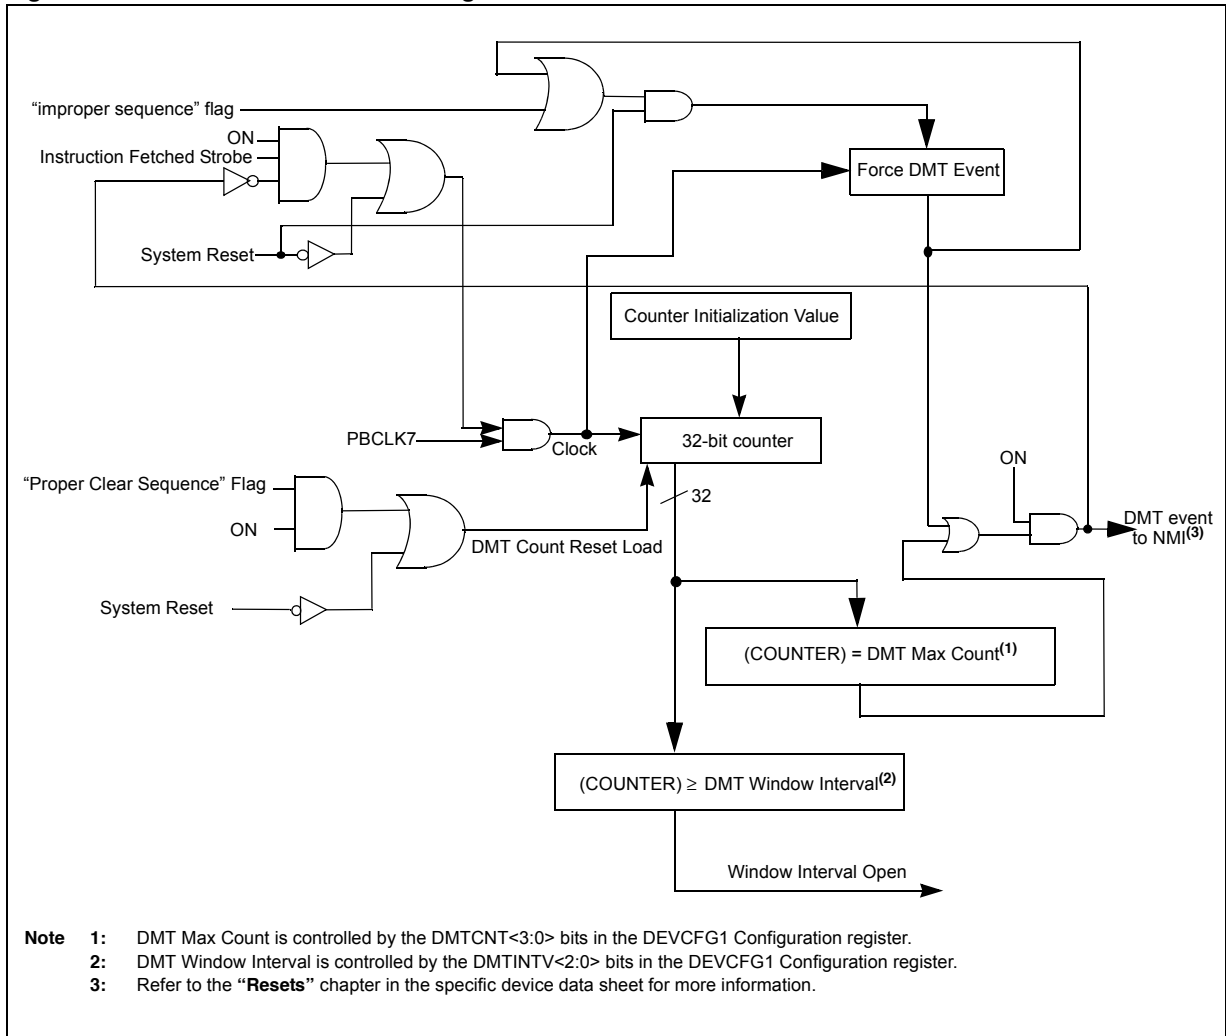 "improper sequence" flag
ON
Instruction Fetched Strobe
Force DMT Event
System Reset
Counter Initialization Value
PBCLK7
Clock
32-bit counter
ON
"Proper Clear Sequence" Flag
32
ON
DMT Count Reset Load
DMT event
to NMI(3)
System Reset
(COUNTER) = DMT Max Count(1)
(COUNTER) ≥ DMT Window Interval(2)
Window Interval Open
Note 1: DMT Max Count is controlled by the DMTCNT<3:0> bits in the DEVCFG1 Configuration register.
2: DMT Window Interval is controlled by the DMTINTV<2:0> bits in the DEVCFG1 Configuration register.
3: Refer to the "Resets" chapter in the specific device data sheet for more information.